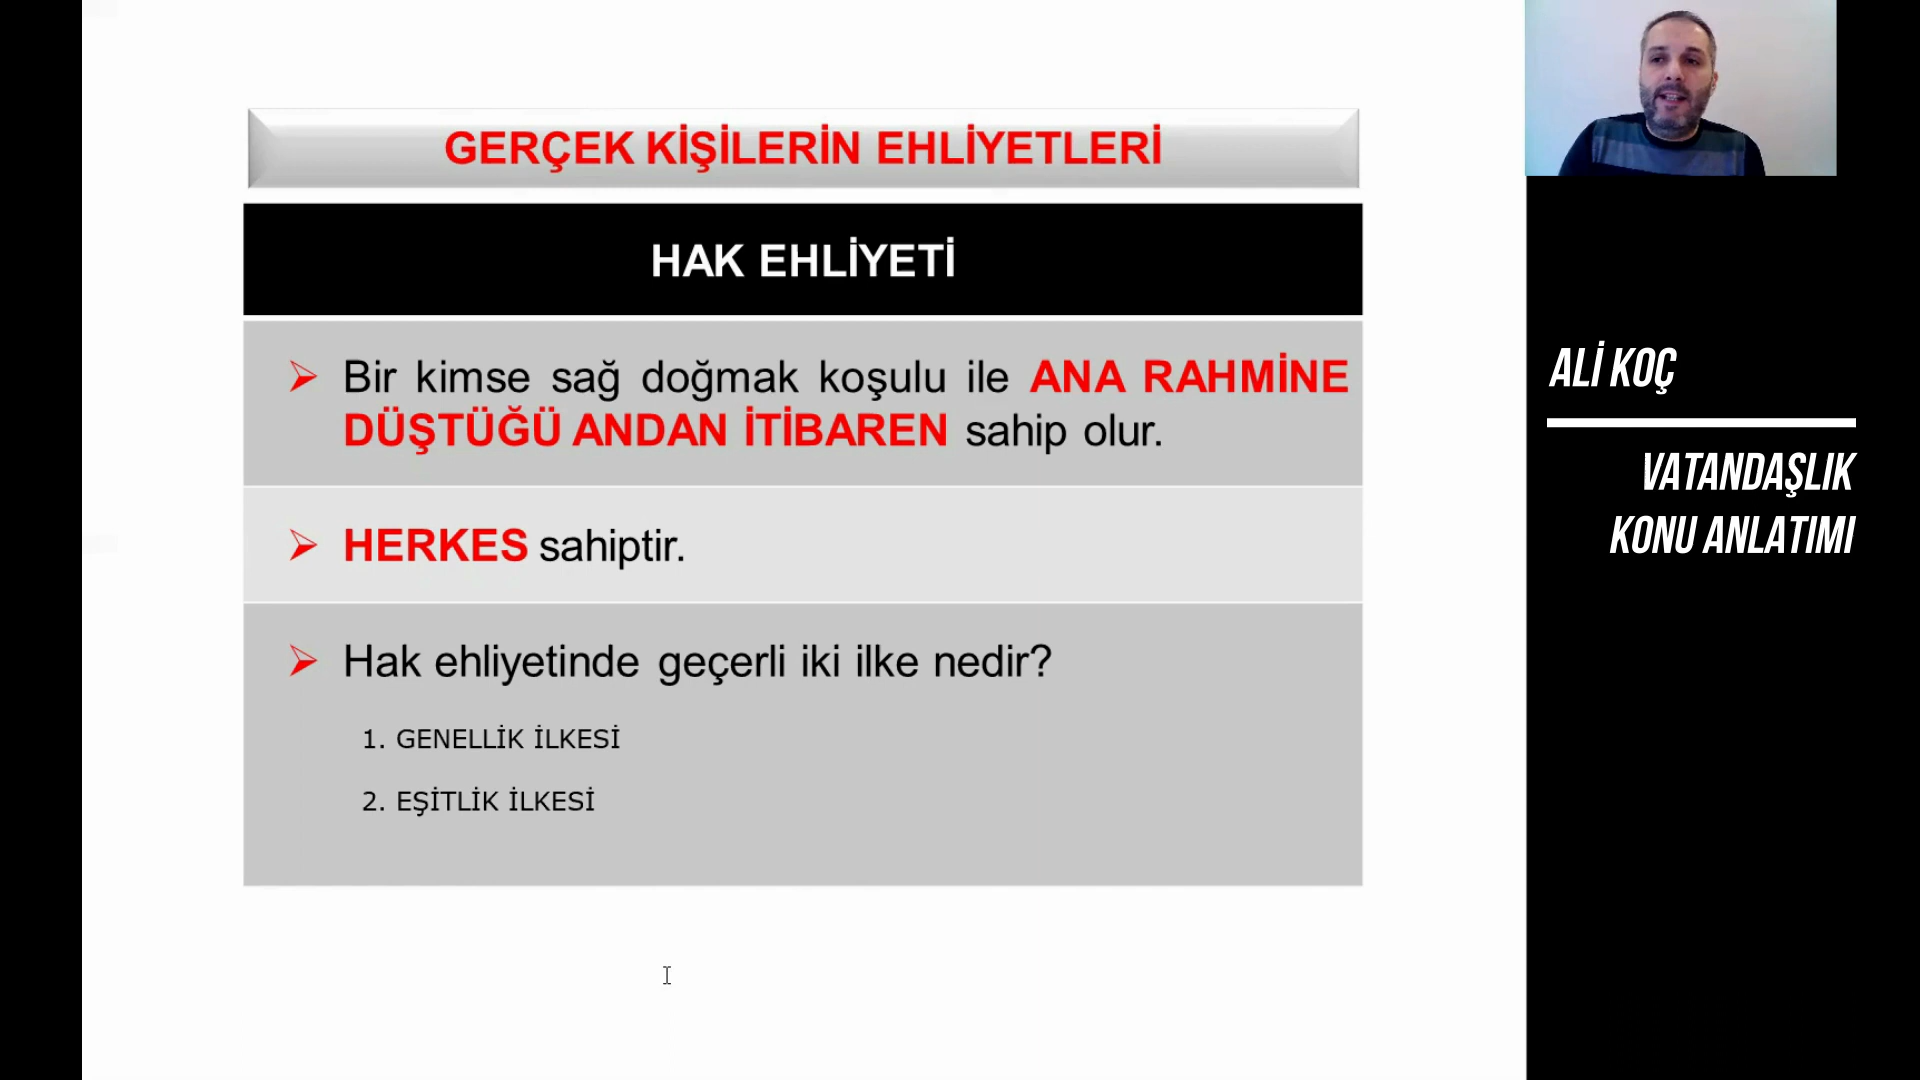 GERÇEK KİŞİLERİN EHLİYETLERİ
HAK EHLİYETİ
Bir kimse sağ doğmak koşulu ile ANA RAHMİNE
DÜŞTÜĞÜ ANDAN İTİBAREN sahip olur.
HERKES sahiptir.
Hak ehliyetinde geçerli iki ilke nedir?
1. GENELLİK İLKESİ
2. EŞİTLİK İLKESİ
ALİ KOÇ
VATANDAŞLIK
KONU ANLATIMI